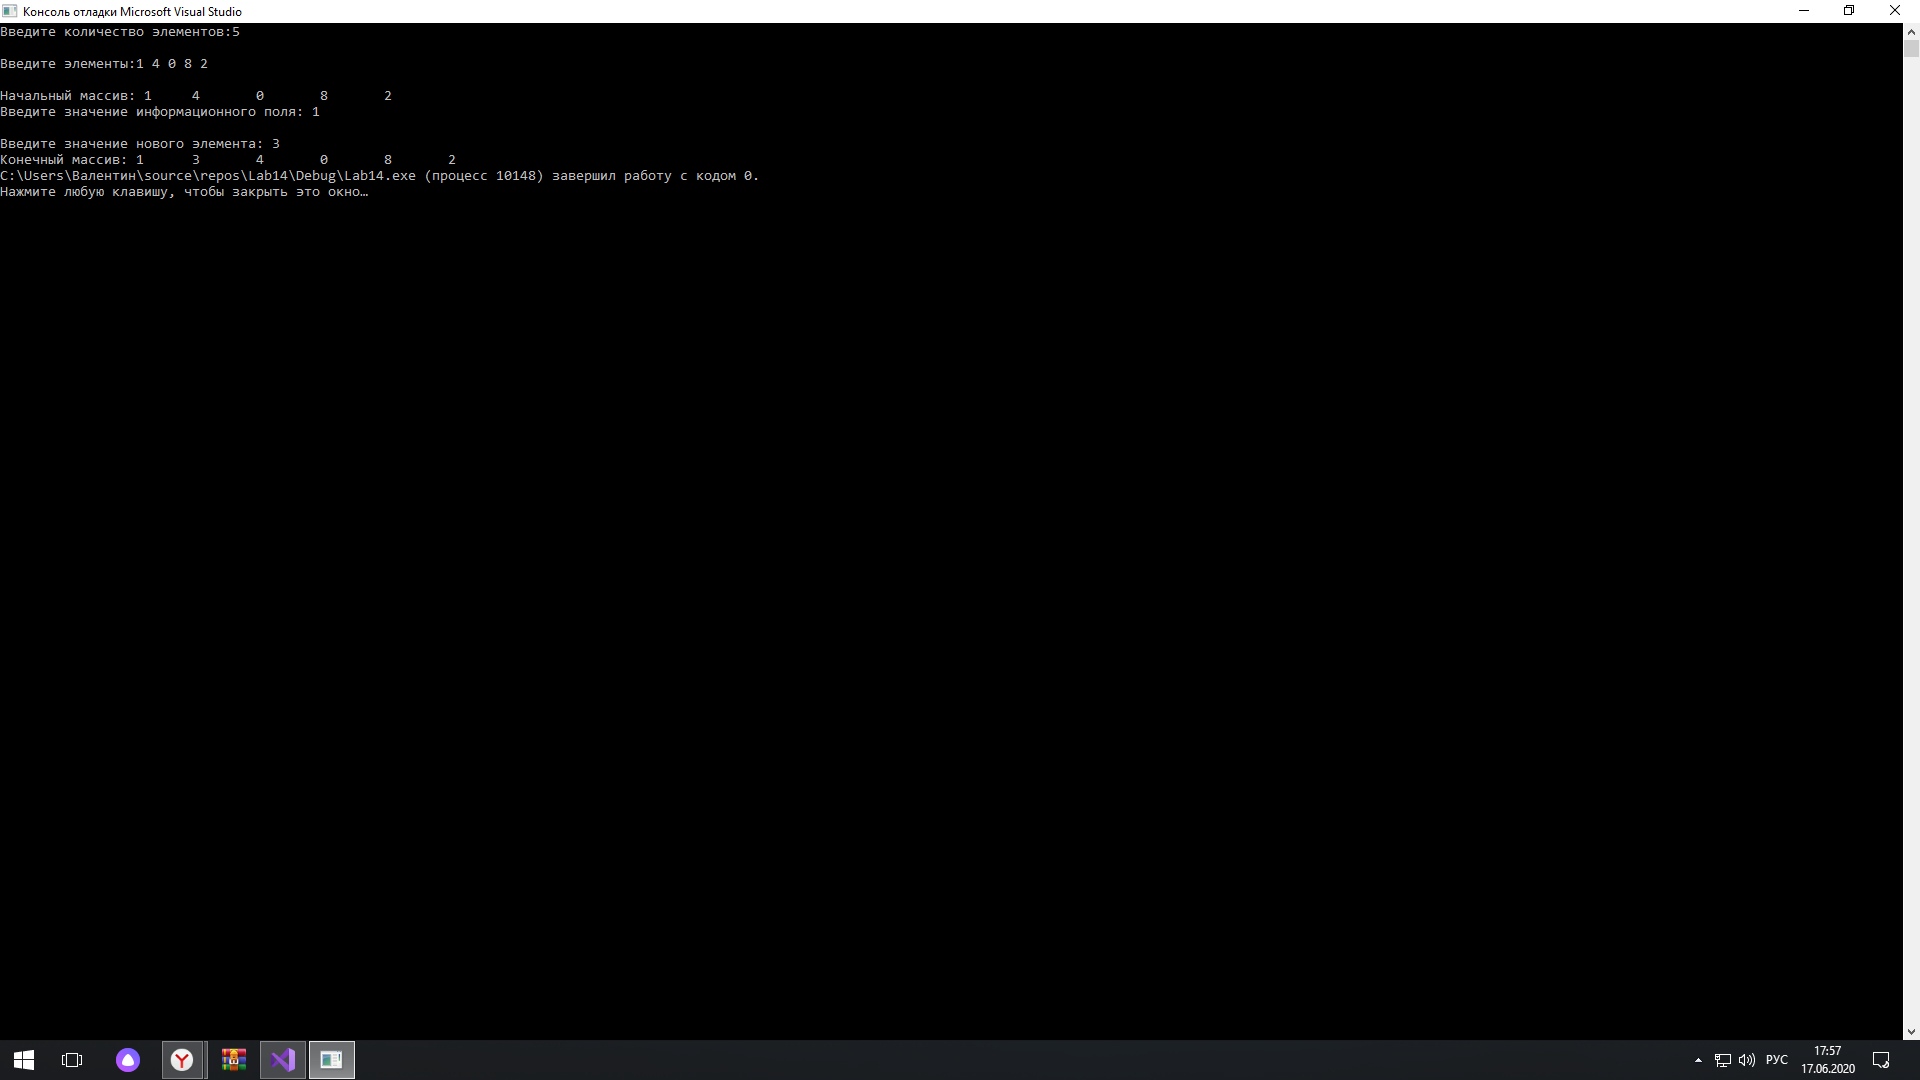 Консоль отладки Microsoft Visual Studio
Введите количество элементов:5
Введите элементы:1 4 0 8 2
Начальный массив: 1 4 0 8 2
Введите значение информационного поля: 1
Введите значение нового элемента: 3
Конечный массив: 1 3 4 0 8 2
C:\Users\Валентин\source\repos\Lab14\Debug\Lab14.exe (процесс 10148) завершил работу с кодом 0.
Нажмите любую клавишу, чтобы закрыть это окно…
РУС
17:57
17.06.2020